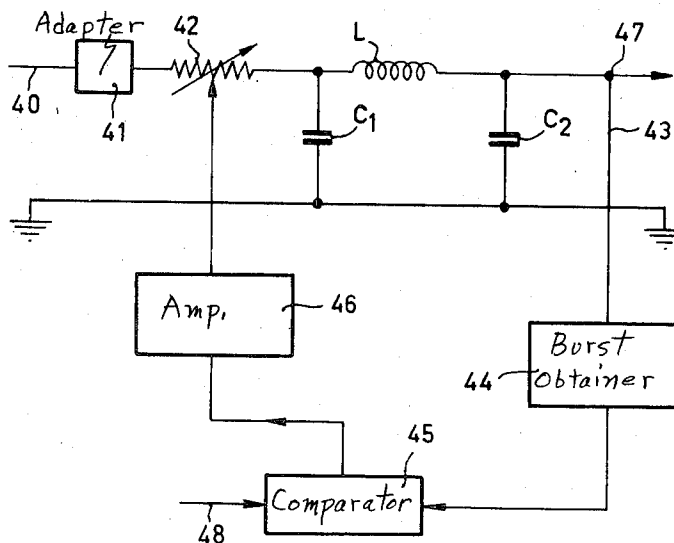 Adapter
42
L
47
40
41
C1
C2
43
Amp.
46
Burst
44
Obtainer
45
Comparator
48